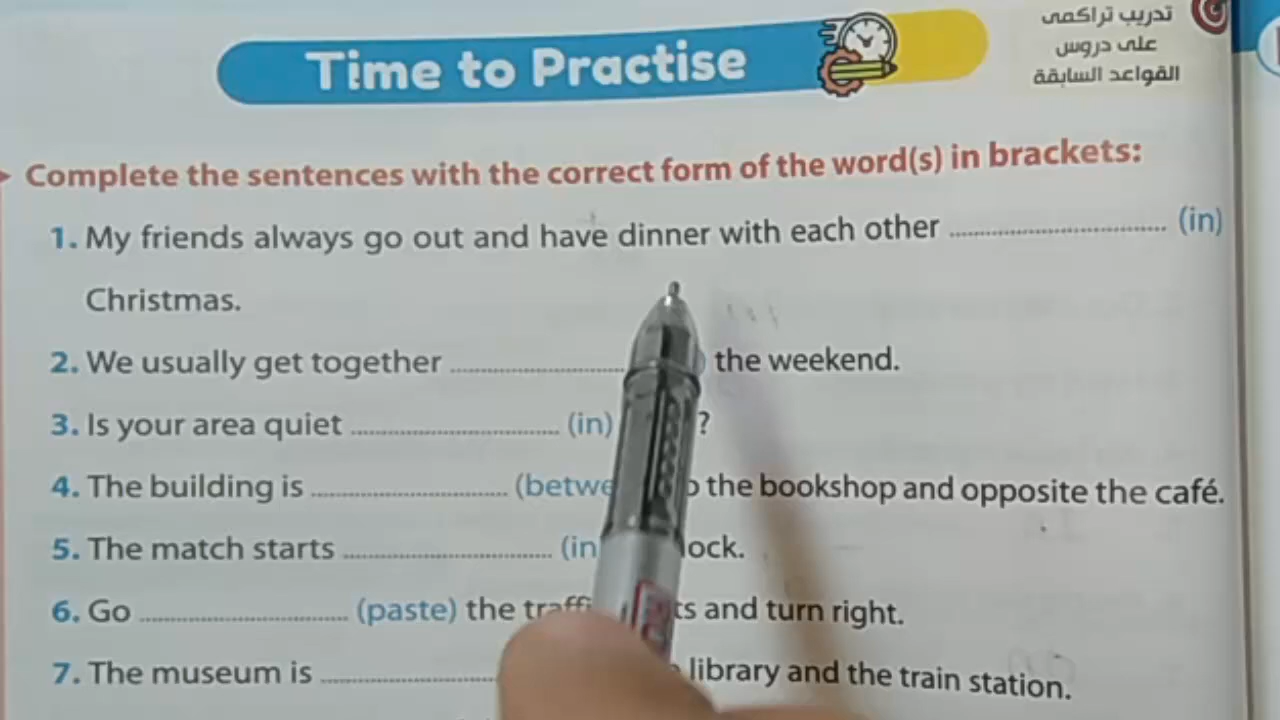 Time to Practise
تدريب تراكمى
على دروس
القواعد السابقة
Complete the sentences with the correct form of the word(s) in brackets:
1. My friends always go out and have dinner with each other .............................. (in)
Christmas.
2. We usually get together ........................ the weekend.
3. Is your area quiet .............................. (in) ?
4. The building is ............................ the bookshop and opposite the café.
5. The match starts .............................. (in
6. Go .............................. (paste) the and turn right.
7. The museum is ........................ library and the train station.